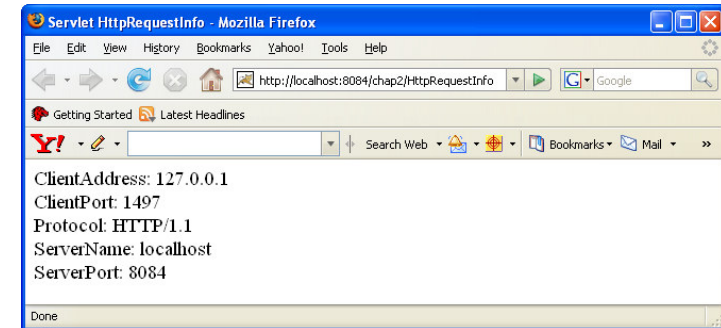 Servlet HttpRequestInfo - Mozilla Firefox
File Edit View History Bookmarks Yahoo! Tools Help
http://localhost:8084/chap2/HttpRequestInfo G Google
Getting Started Latest Headlines
Y! Search Web Bookmarks Mail »
ClientAddress: 127.0.0.1
ClientPort: 1497
Protocol: HTTP/1.1
ServerName: localhost
ServerPort: 8084
Done